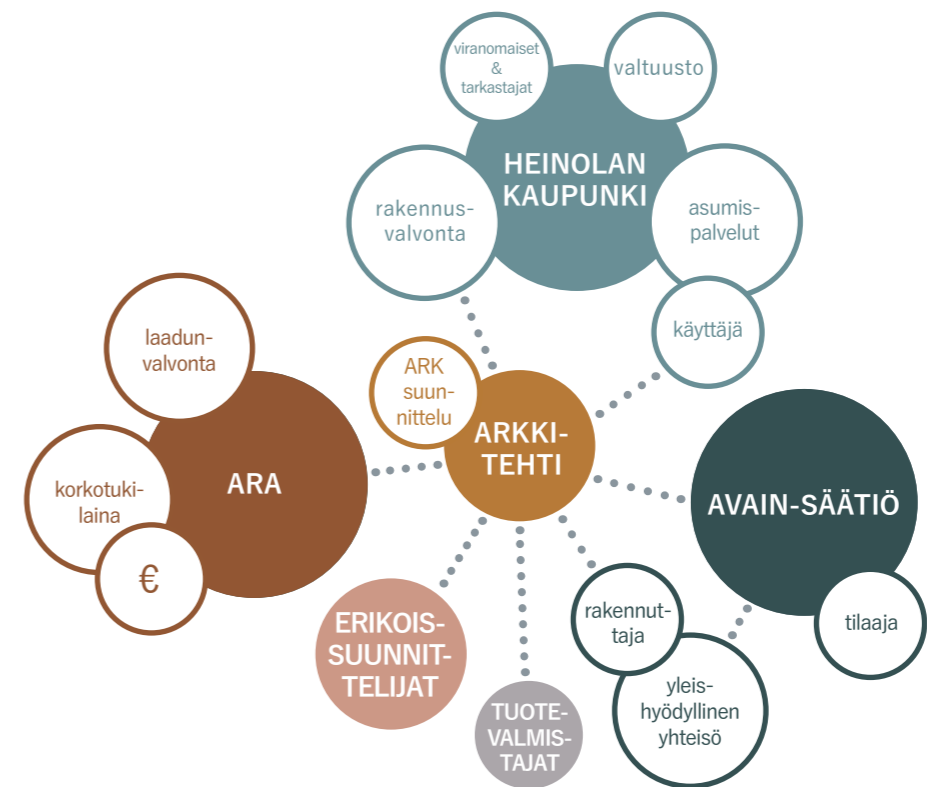 viranomaiset
&
tarkastajat
valtuusto
HEINOLAN
KAUPUNKI
rakennus-
valvonta
asumis-
palvelut
käyttäjä
laadun-
valvonta
ARK
suun-
nittelu
ARKKI-
TEHTI
ARA
korkotuki-
laina
€
AVAIN-SÄÄTIÖ
tilaaja
ERIKOIS-
SUUNNIT-
TELIJAT
rakennut-
taja
yleis-
hyödyllinen
yhteisö
TUOTE-
VALMIS-
TAJAT